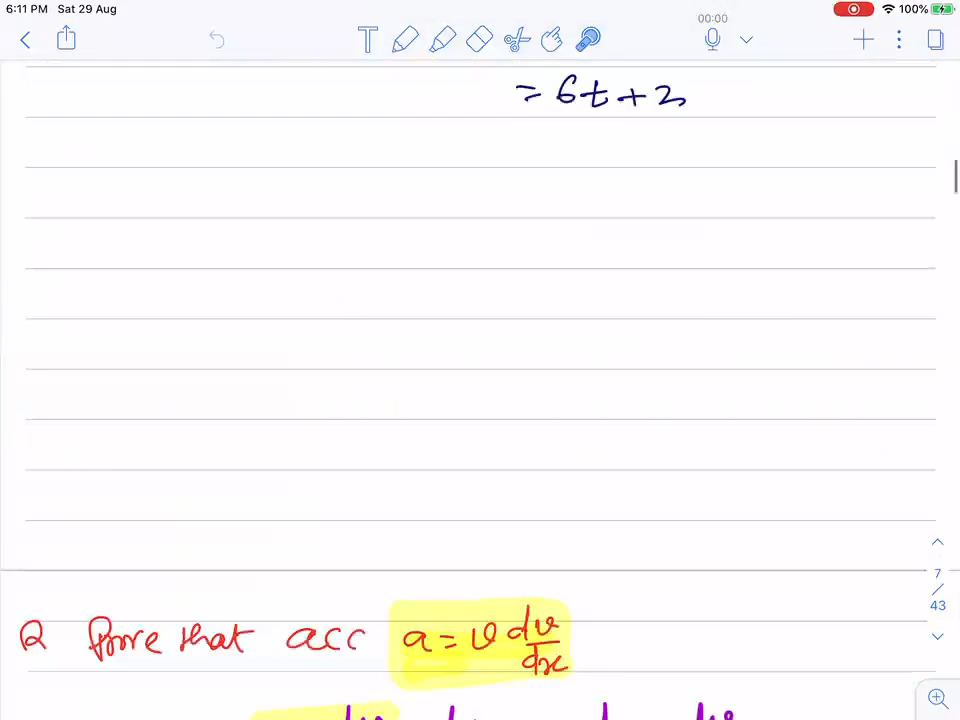 6:11 PM Sat 29 Aug
100%
00:00
T
= 6t + 2
7
/
43
Q Prove that acc a = v dv/dx